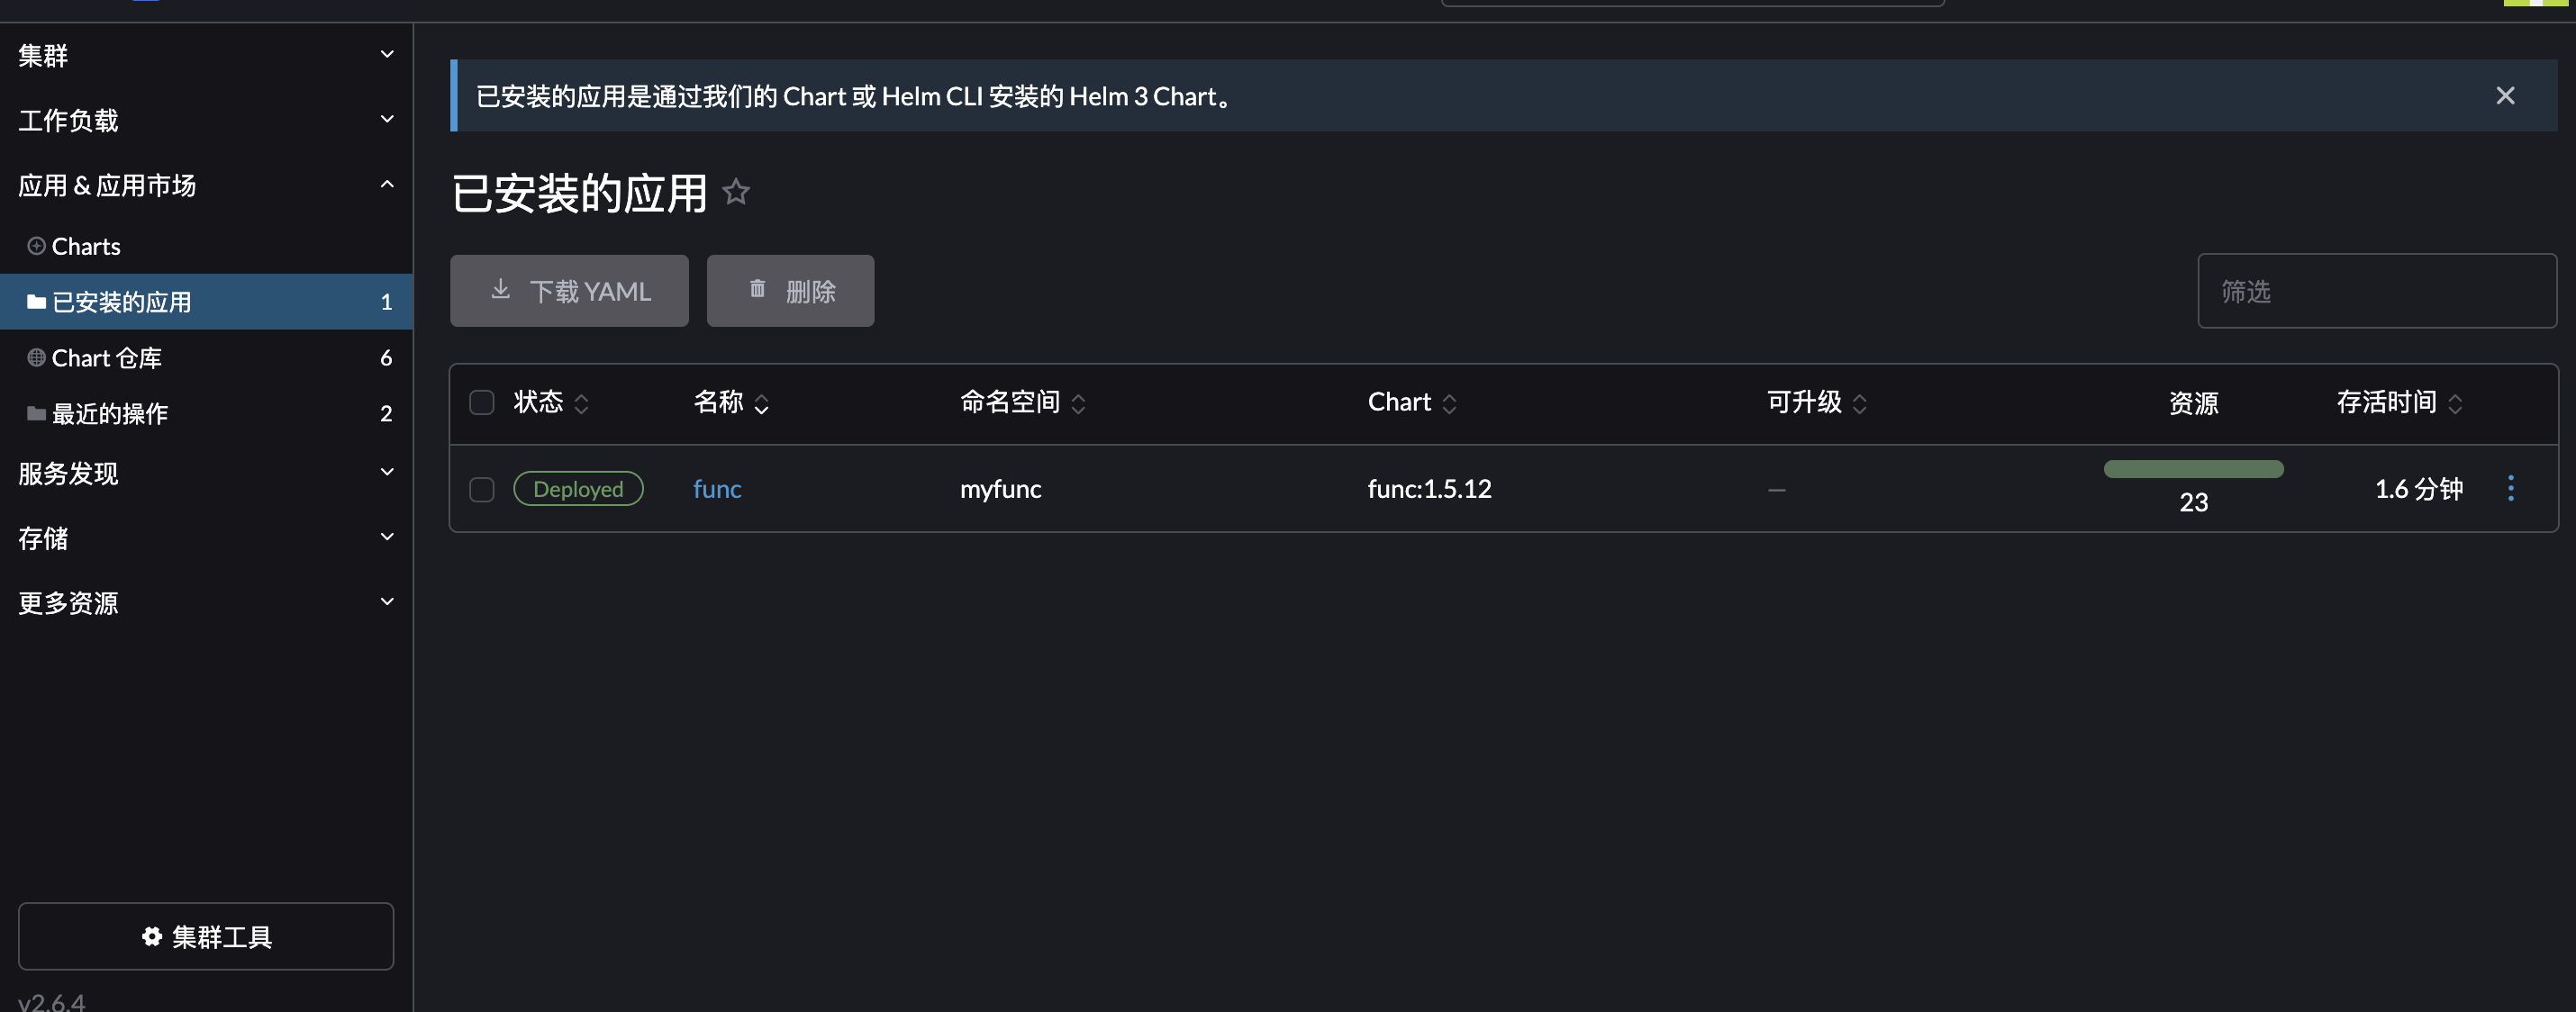 集群
工作负载
应用 & 应用市场
Charts
已安装的应用 1
Chart 仓库 6
最近的操作 2
服务发现
存储
更多资源
集群工具
v2.6.4
已安装的应用是通过我们的 Chart 或 Helm CLI 安装的 Helm 3 Chart。
已安装的应用
下载 YAML 删除 筛选
状态 名称 命名空间 Chart 可升级 资源 存活时间
Deployed func myfunc func:1.5.12 — 23 1.6 分钟